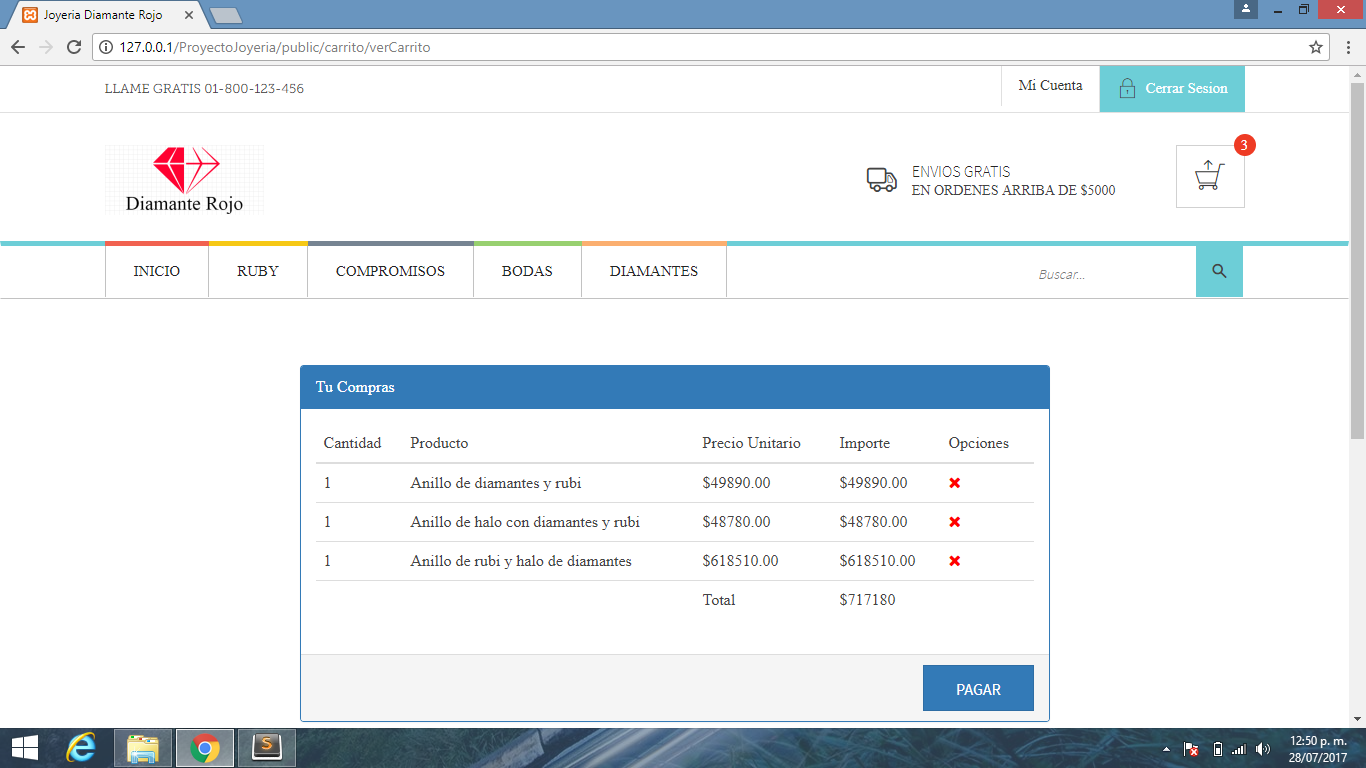 Joyeria Diamante Rojo
127.0.0.1/ProyectoJoyeria/public/carrito/verCarrito
LLAME GRATIS 01-800-123-456
Mi Cuenta
Cerrar Sesion
Diamante Rojo
ENVIOS GRATIS
EN ORDENES ARRIBA DE $5000
3
INICIO RUBY COMPROMISOS BODAS DIAMANTES
Buscar...
Tu Compras
Cantidad Producto Precio Unitario Importe Opciones
1 Anillo de diamantes y rubi $49890.00 $49890.00
1 Anillo de halo con diamantes y rubi $48780.00 $48780.00
1 Anillo de rubi y halo de diamantes $618510.00 $618510.00
Total $717180
PAGAR
12:50 p. m.
28/07/2017